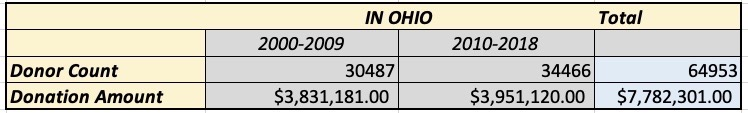 IN OHIO Total
2000-2009 2010-2018
Donor Count 30487 34466 64953
Donation Amount $3,831,181.00 $3,951,120.00 $7,782,301.00